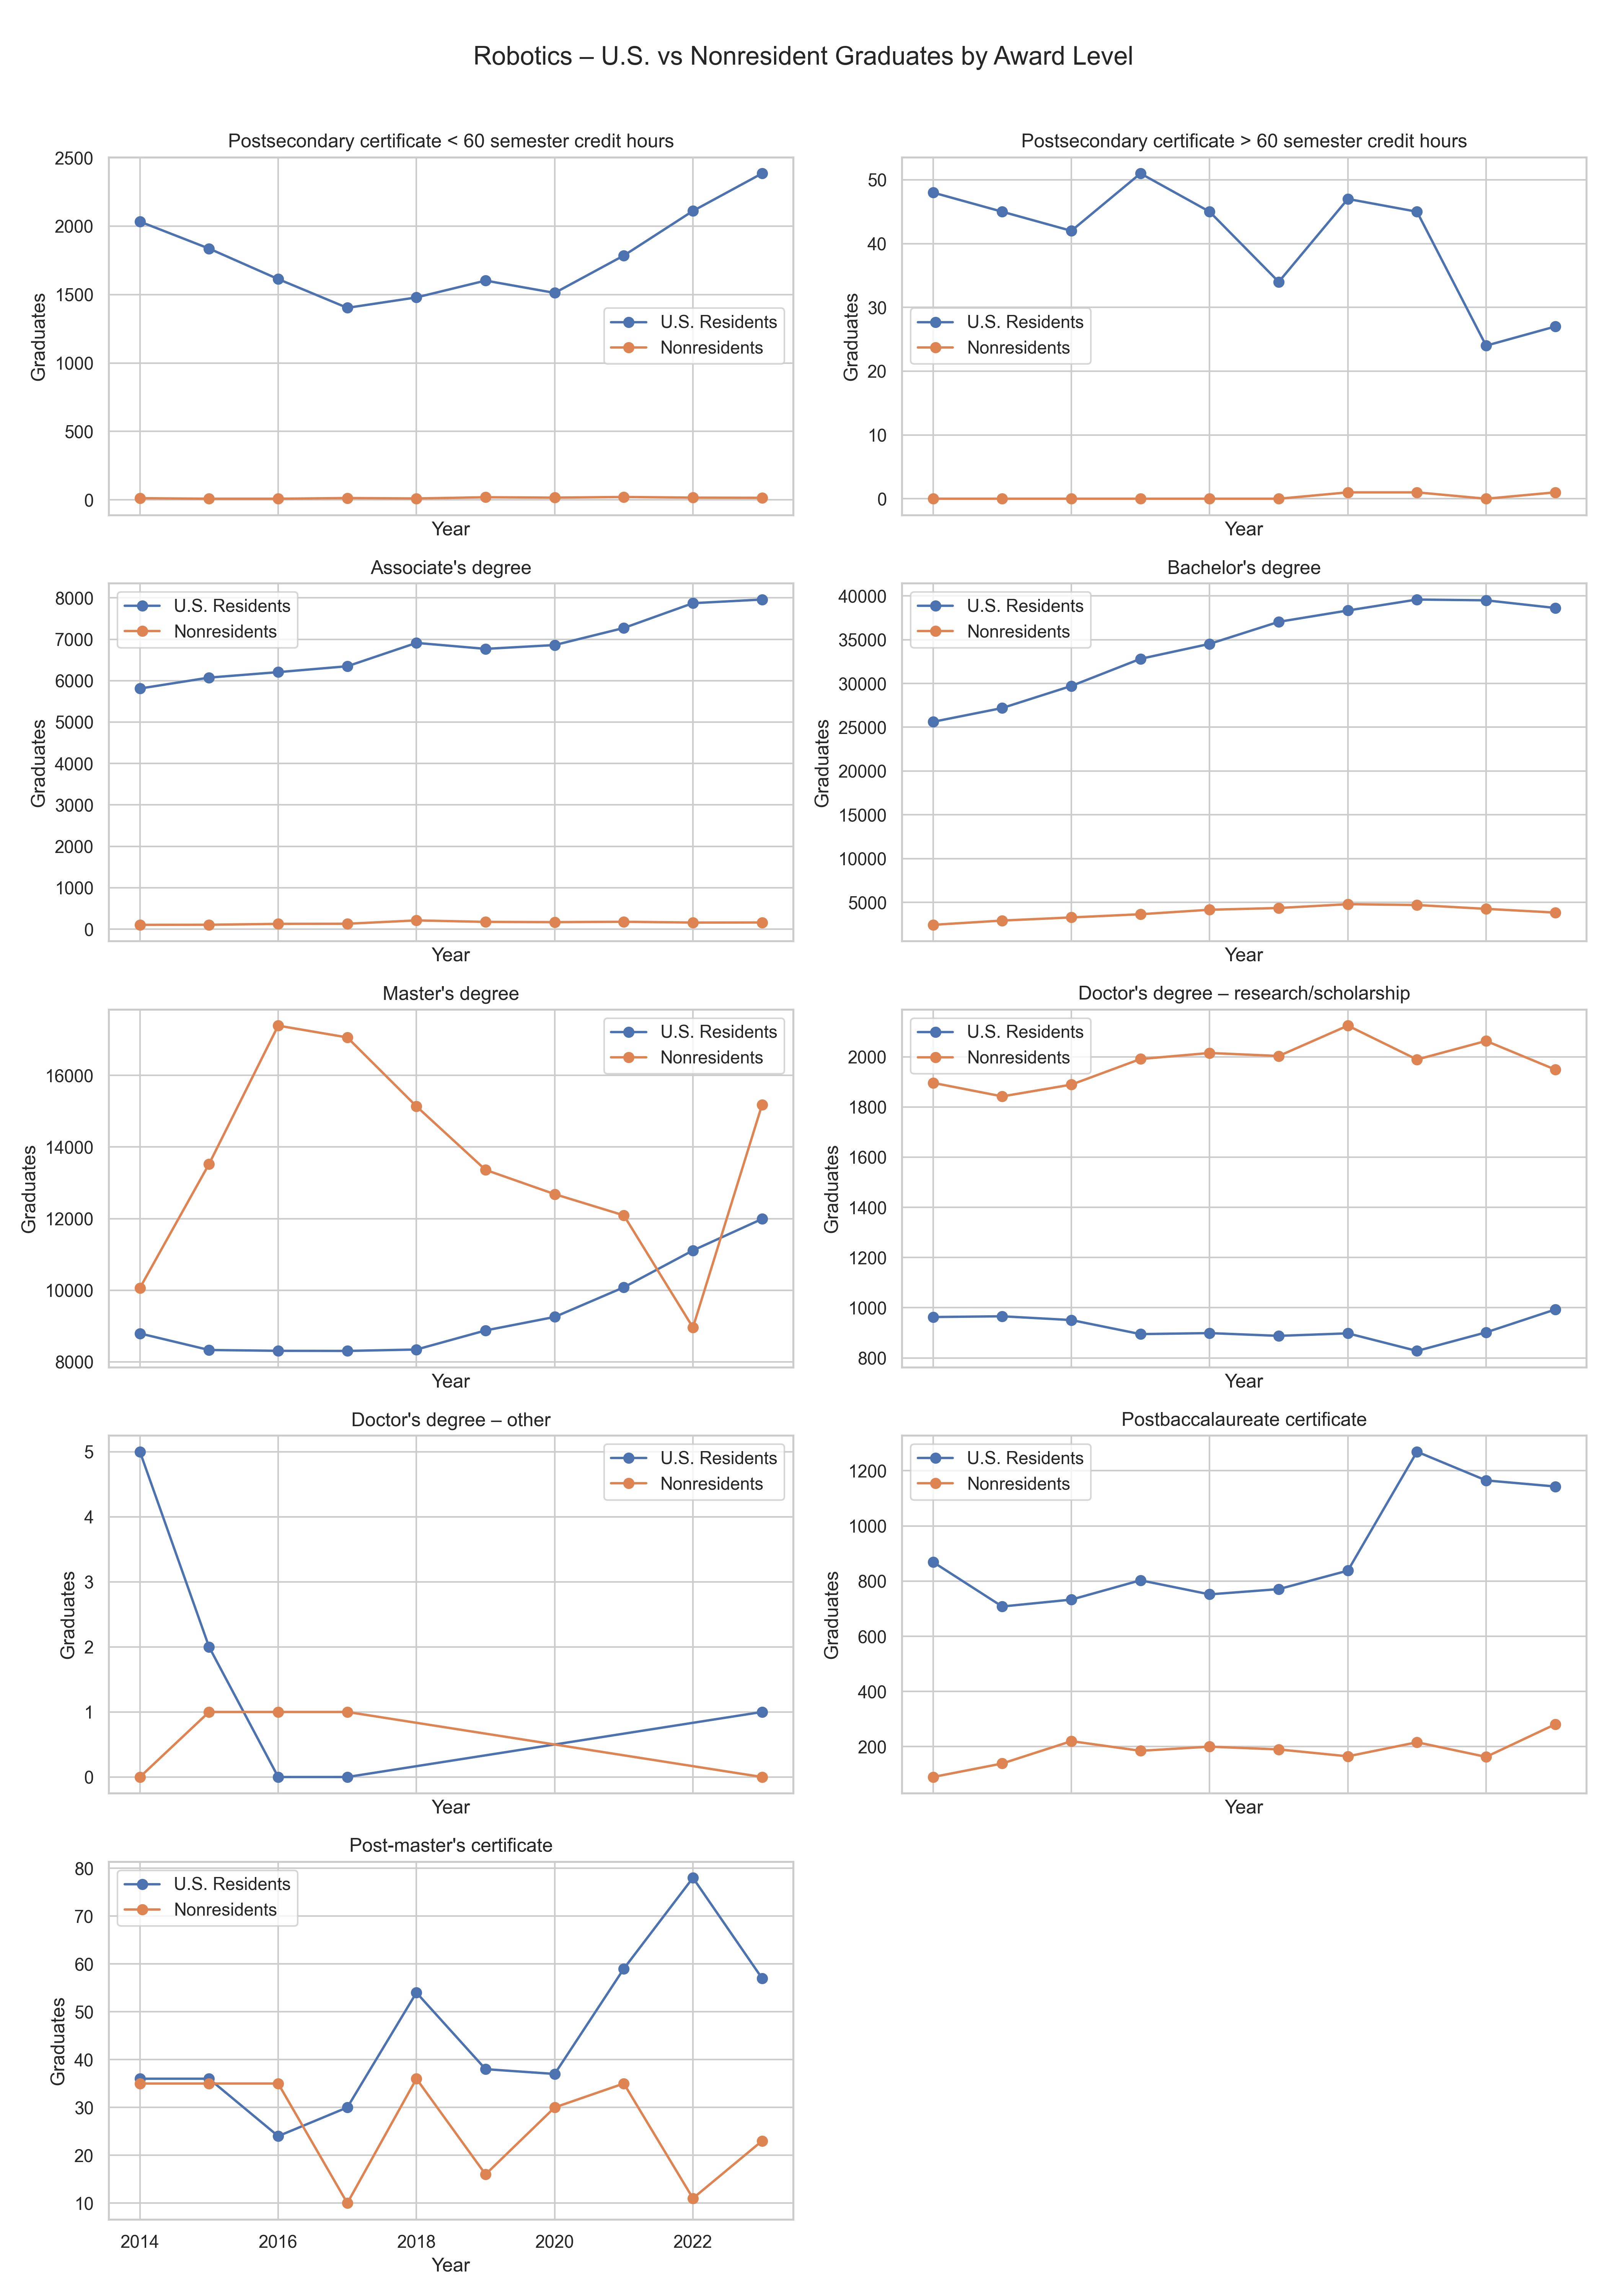 Robotics – U.S. vs Nonresident Graduates by Award Level
Postsecondary certificate < 60 semester credit hours
2500
2000
1500
1000
500
0
Graduates
U.S. Residents
Nonresidents
Year
Postsecondary certificate > 60 semester credit hours
50
40
30
20
10
0
Graduates
U.S. Residents
Nonresidents
Year
Associate's degree
8000
7000
6000
5000
4000
3000
2000
1000
0
Graduates
U.S. Residents
Nonresidents
Year
Bachelor's degree
40000
35000
30000
25000
20000
15000
10000
5000
Graduates
U.S. Residents
Nonresidents
Year
Master's degree
16000
14000
12000
10000
8000
Graduates
U.S. Residents
Nonresidents
Year
Doctor's degree – research/scholarship
2000
1800
1600
1400
1200
1000
800
Graduates
U.S. Residents
Nonresidents
Year
Doctor's degree – other
5
4
3
2
1
0
Graduates
U.S. Residents
Nonresidents
Year
Postbaccalaureate certificate
1200
1000
800
600
400
200
Graduates
U.S. Residents
Nonresidents
Year
Post-master's certificate
80
70
60
50
40
30
20
10
Graduates
U.S. Residents
Nonresidents
2014 2016 2018 2020 2022
Year